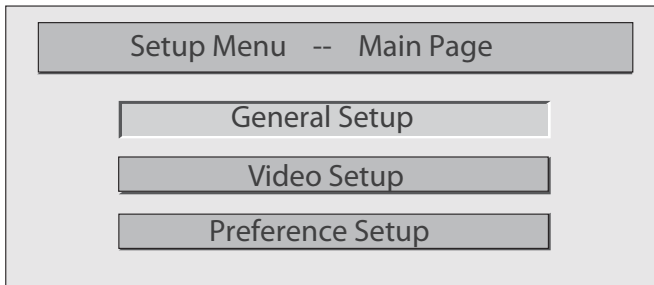 Setup Menu -- Main Page
General Setup
Video Setup
Preference Setup